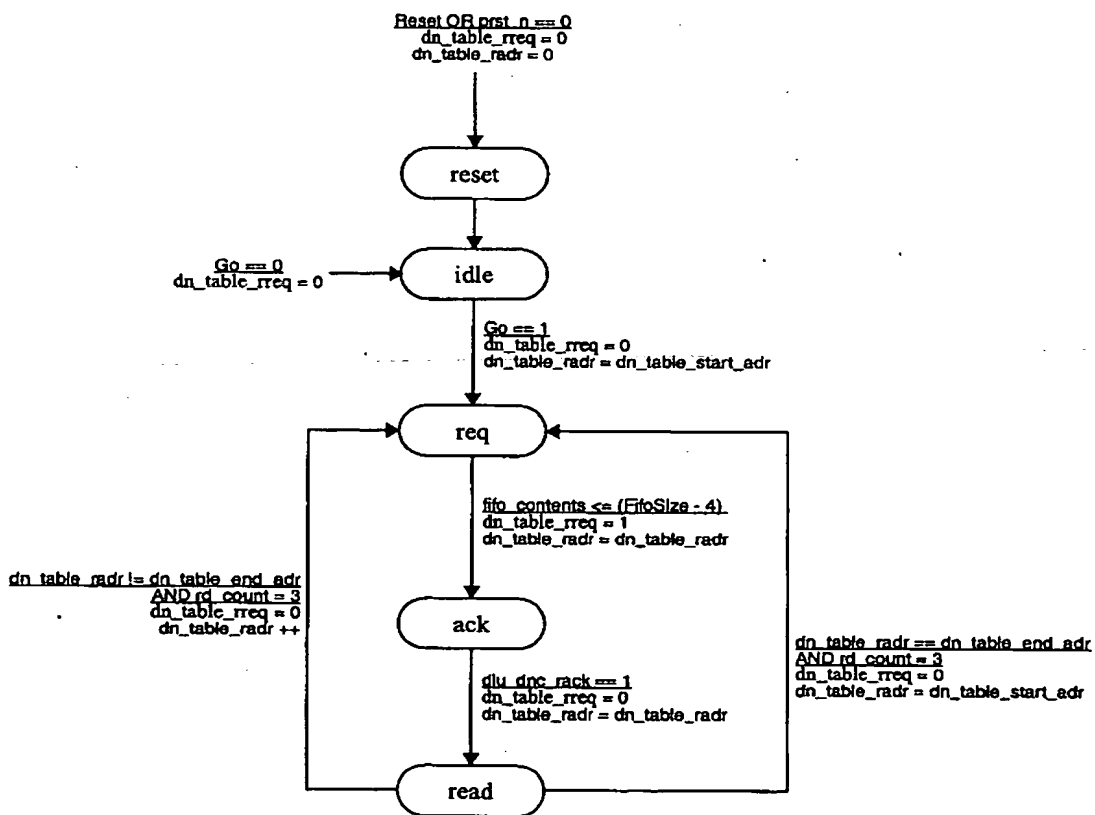 Reset OR prst_n == 0
dn_table_rreq = 0
dn_table_radr = 0
reset
idle
Go == 0
dn_table_rreq = 0
Go == 1
dn_table_rreq = 0
dn_table_radr = dn_table_start_adr
req
fifo_contents <= (FifoSize - 4)
dn_table_rreq = 1
dn_table_radr = dn_table_radr
dn_table_radr != dn_table_end_adr
AND rd_count = 3
dn_table_rreq = 0
dn_table_radr ++
ack
dn_table_radr == dn_table_end_adr
AND rd_count = 3
dn_table_rreq = 0
dn_table_radr = dn_table_start_adr
diu_dnc_rack == 1
dn_table_rreq = 0
dn_table_radr = dn_table_radr
read